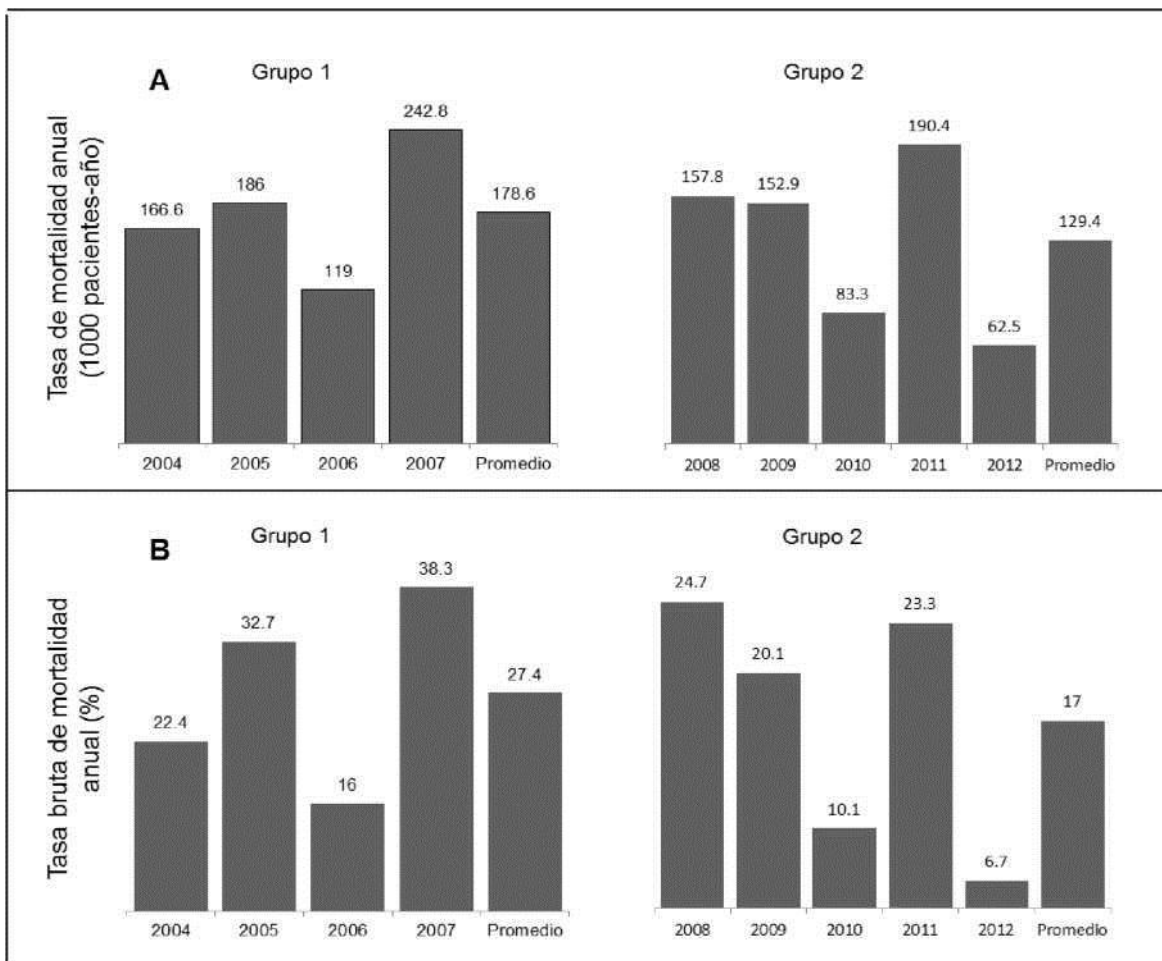 A
Grupo 1
Tasa de mortalidad anual
(1000 pacientes-año)
166.6
186
119
242.8
178.6
2004
2005
2006
2007
Promedio
Grupo 2
157.8
152.9
83.3
190.4
62.5
129.4
2008
2009
2010
2011
2012
Promedio
B
Grupo 1
Tasa bruta de mortalidad
anual (%)
22.4
32.7
16
38.3
27.4
2004
2005
2006
2007
Promedio
Grupo 2
24.7
20.1
10.1
23.3
6.7
17
2008
2009
2010
2011
2012
Promedio